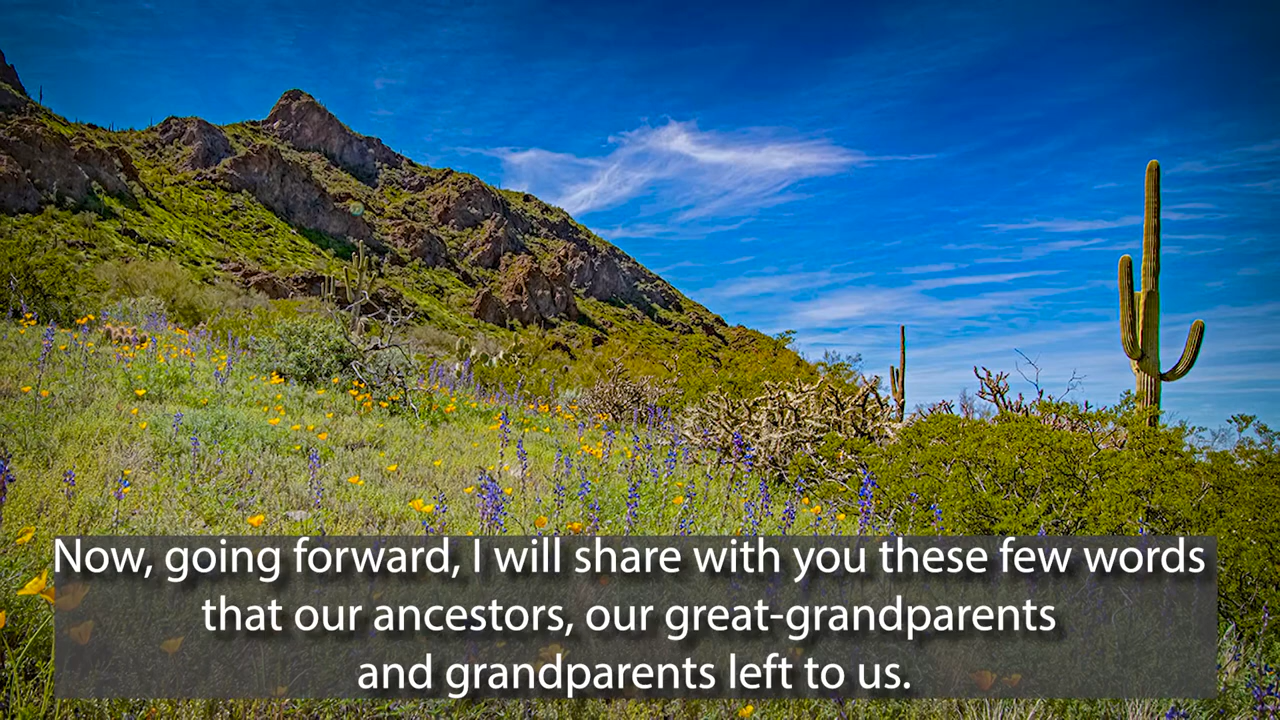 Now, going forward, I will share with you these few words
that our ancestors, our great-grandparents
and grandparents left to us.